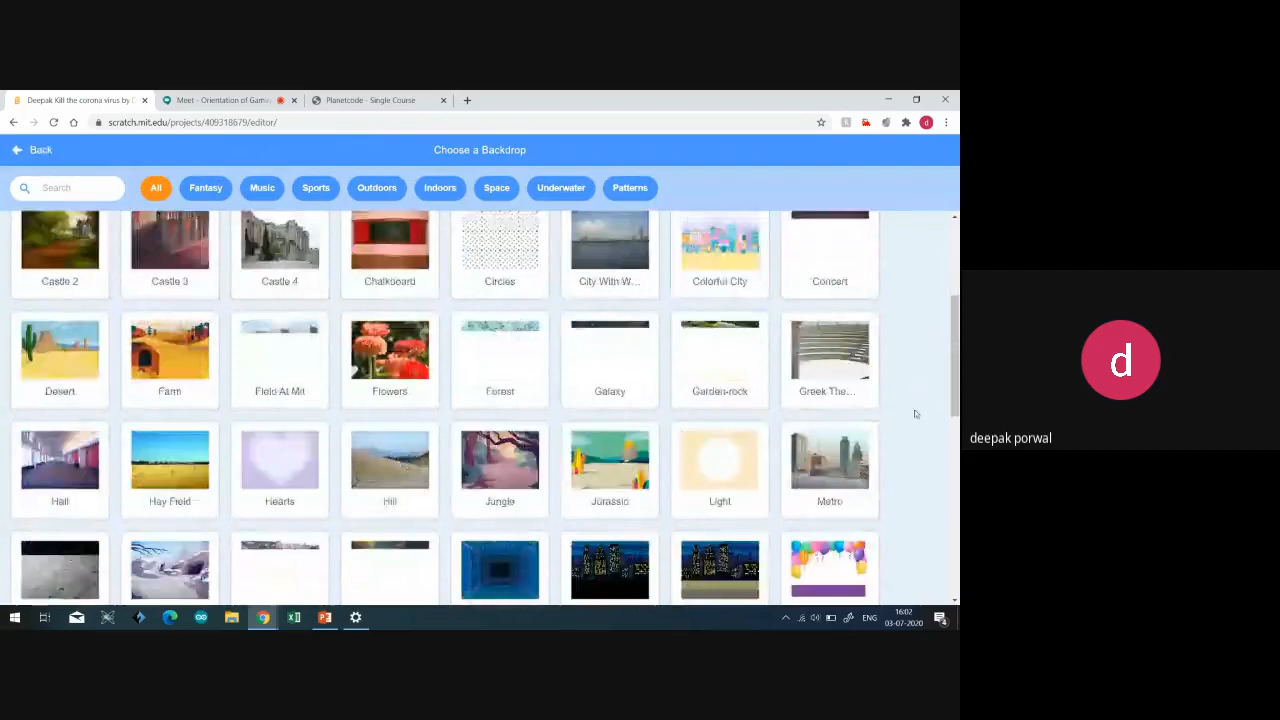 Deepak Kill the corona virus by D
Meet - Orientation of Gami
Planetcode - Single Course
scratch.mit.edu/projects/409318679/editor/
Back
Choose a Backdrop
Search
All
Fantasy
Music
Sports
Outdoors
Indoors
Space
Underwater
Patterns
Castle 2
Castle 3
Castle 4
Chalkboard
Circles
City With W...
Colorful City
Concert
Desert
Farm
Field At Mit
Flowers
Forest
Galaxy
Garden-rock
Greek The...
Hall
Hay Field
Hearts
Hill
Jungle
Jurassic
Light
Metro
d
deepak porwal
ENG
16:02
03-07-2020